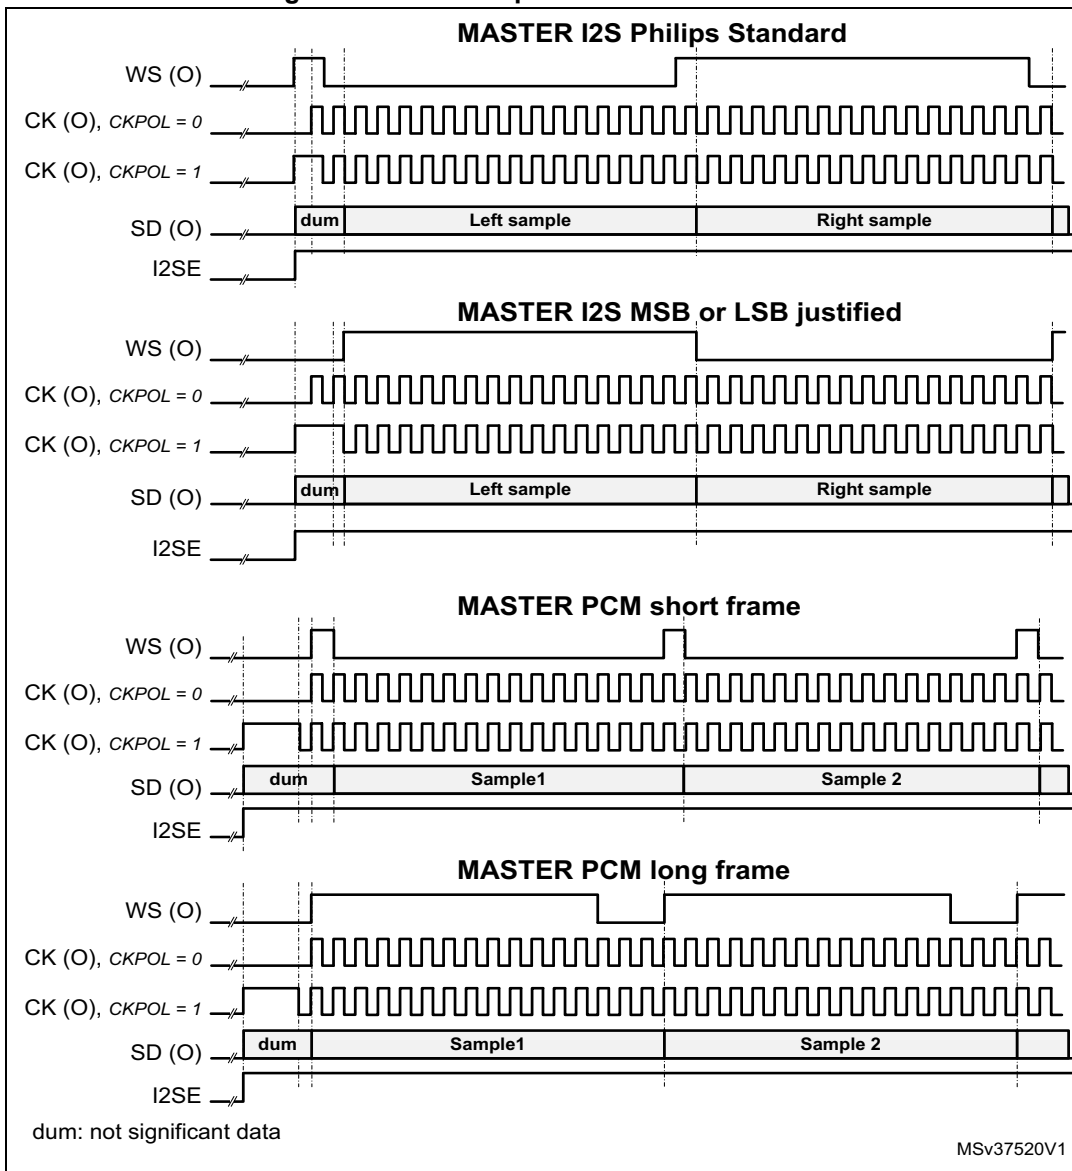 MASTER I2S Philips Standard
WS (O)
CK (O), CKPOL = 0
CK (O), CKPOL = 1
SD (O) dum Left sample Right sample
I2SE
MASTER I2S MSB or LSB justified
WS (O)
CK (O), CKPOL = 0
CK (O), CKPOL = 1
SD (O) dum Left sample Right sample
I2SE
MASTER PCM short frame
WS (O)
CK (O), CKPOL = 0
CK (O), CKPOL = 1
SD (O) dum Sample1 Sample 2
I2SE
MASTER PCM long frame
WS (O)
CK (O), CKPOL = 0
CK (O), CKPOL = 1
SD (O) dum Sample1 Sample 2
I2SE
dum: not significant data
MSv37520V1